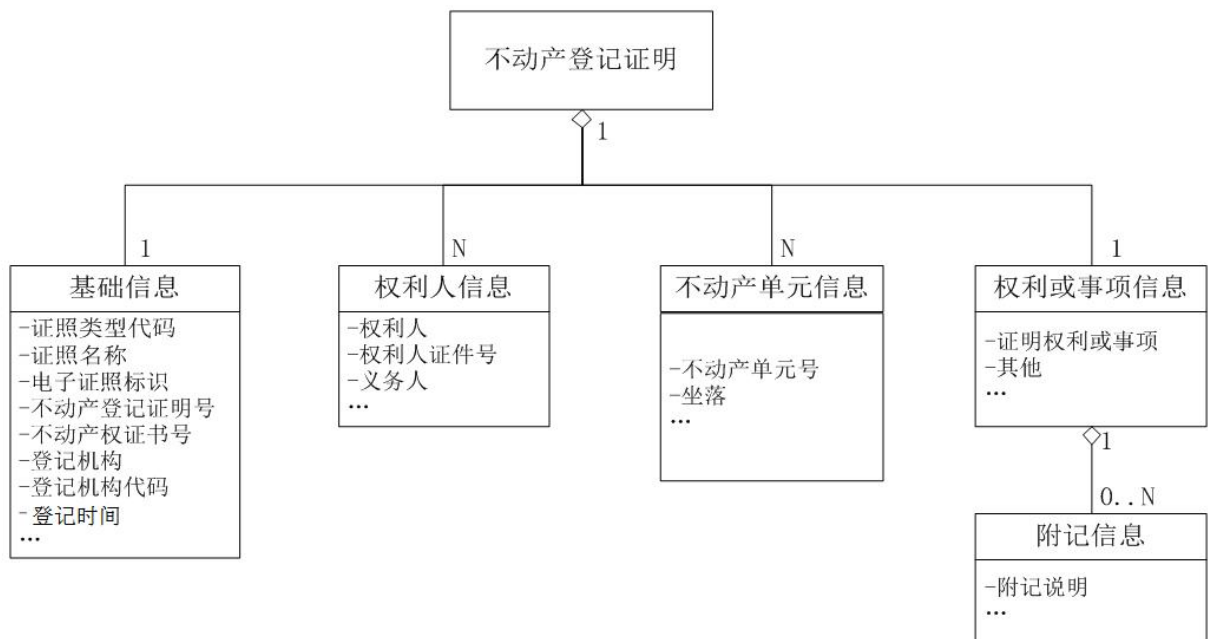 不动产登记证明
1
1
N
N
1
基础信息
-证照类型代码
-证照名称
-电子证照标识
-不动产登记证明号
-不动产权证书号
-登记机构
-登记机构代码
-登记时间
...
权利人信息
-权利人
-权利人证件号
-义务人
...
不动产单元信息
-不动产单元号
-坐落
...
权利或事项信息
-证明权利或事项
-其他
...
1
0..N
附记信息
-附记说明
...